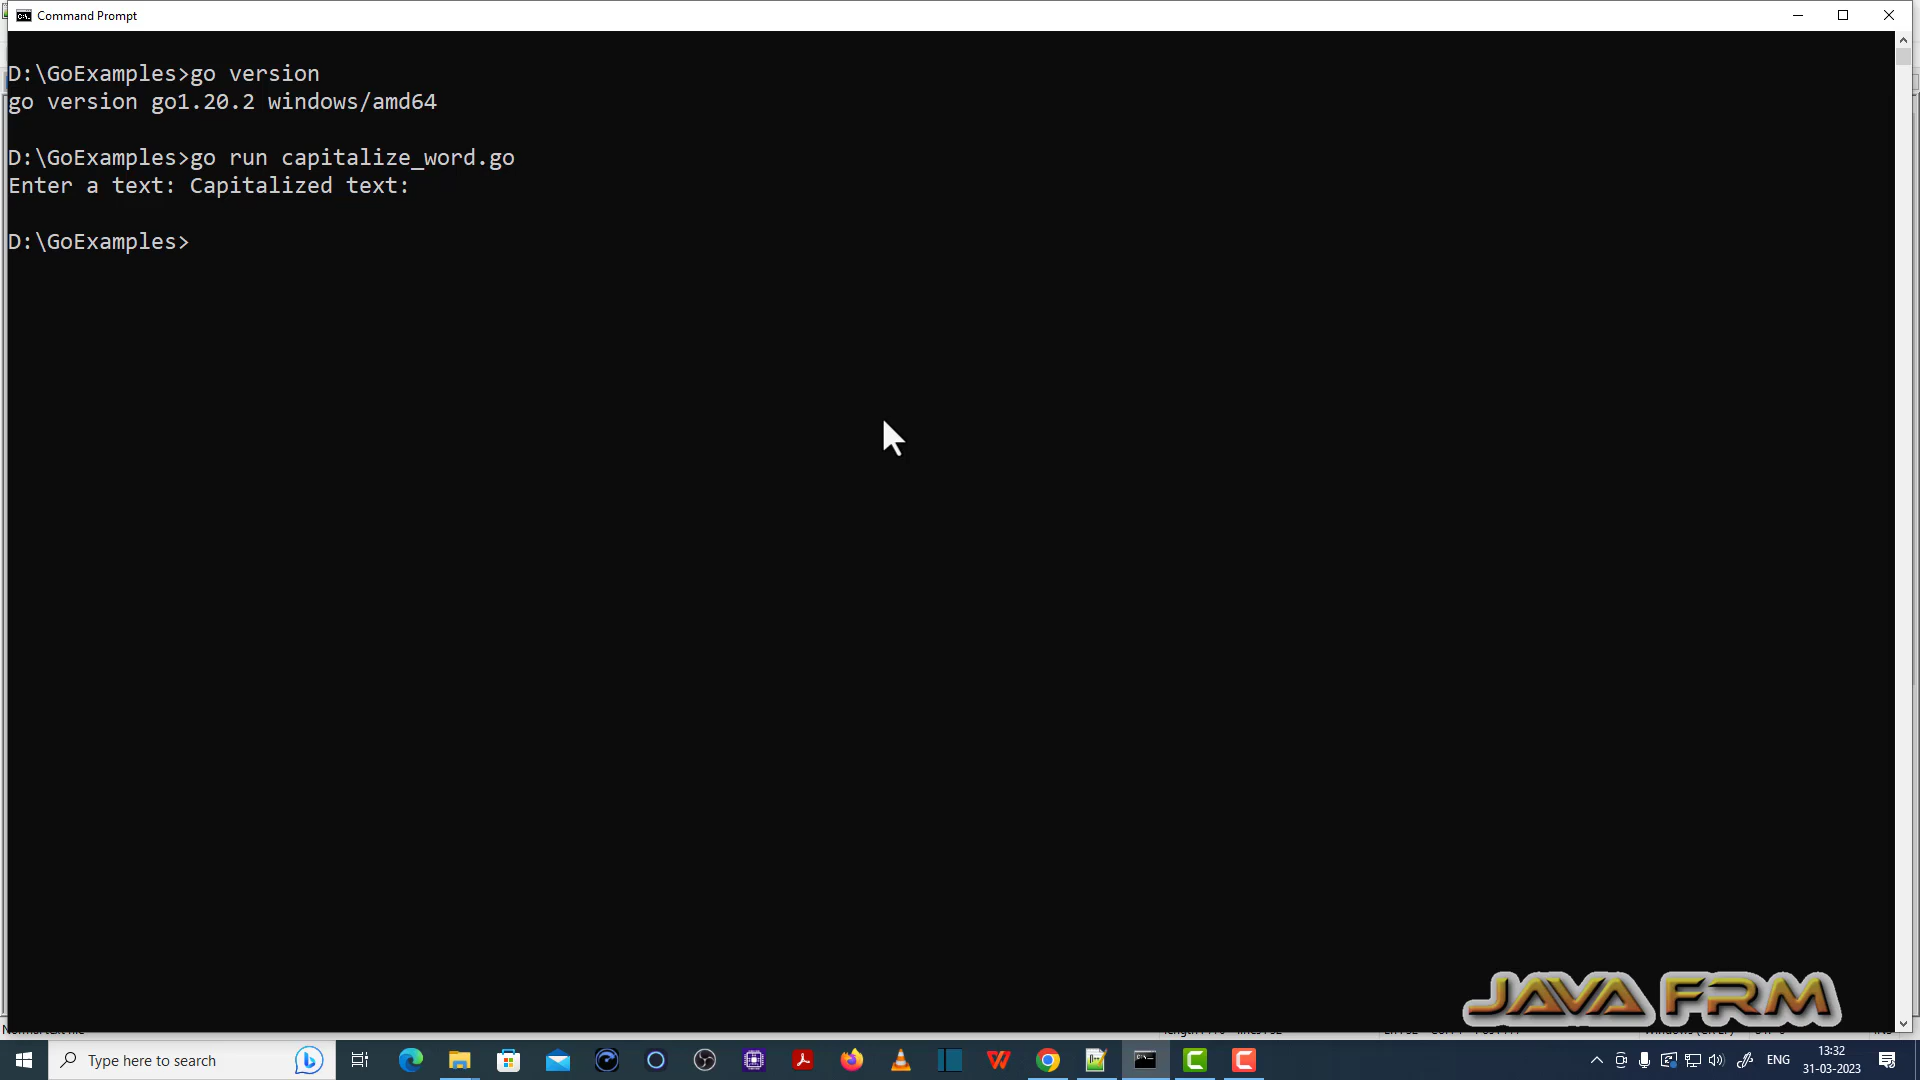 Command Prompt
D:\GoExamples>go version
go version go1.20.2 windows/amd64
D:\GoExamples>go run capitalize_word.go
Enter a text: Capitalized text:
D:\GoExamples>
JAVA FRM
Type here to search
ENG
13:32
31-03-2023